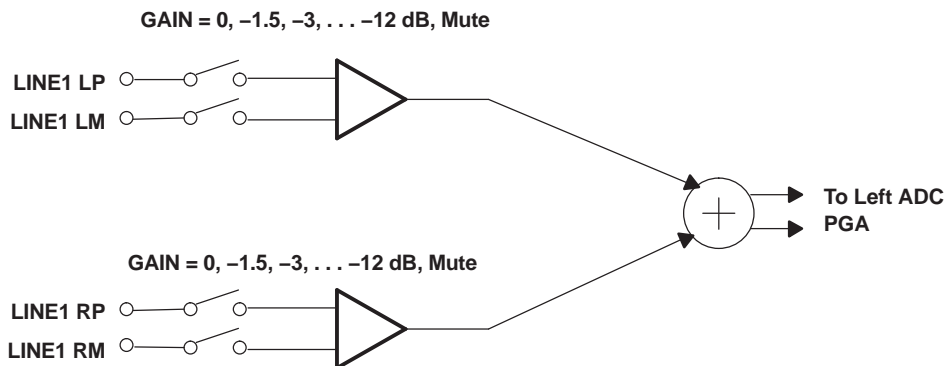 GAIN = 0, −1.5, −3, . . . −12 dB, Mute
LINE1 LP
LINE1 LM
To Left ADC
PGA
GAIN = 0, −1.5, −3, . . . −12 dB, Mute
LINE1 RP
LINE1 RM